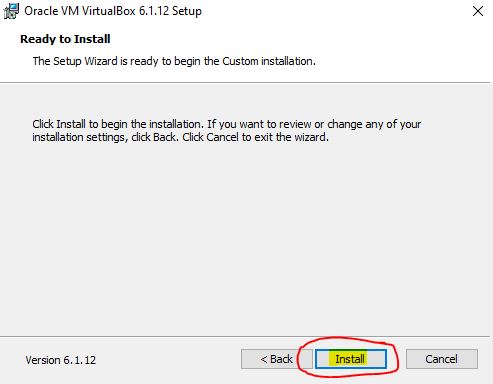 Oracle VM VirtualBox 6.1.12 Setup
Ready to Install
The Setup Wizard is ready to begin the Custom installation.
Click Install to begin the installation. If you want to review or change any of your
installation settings, click Back. Click Cancel to exit the wizard.
Version 6.1.12
< Back
Install
Cancel